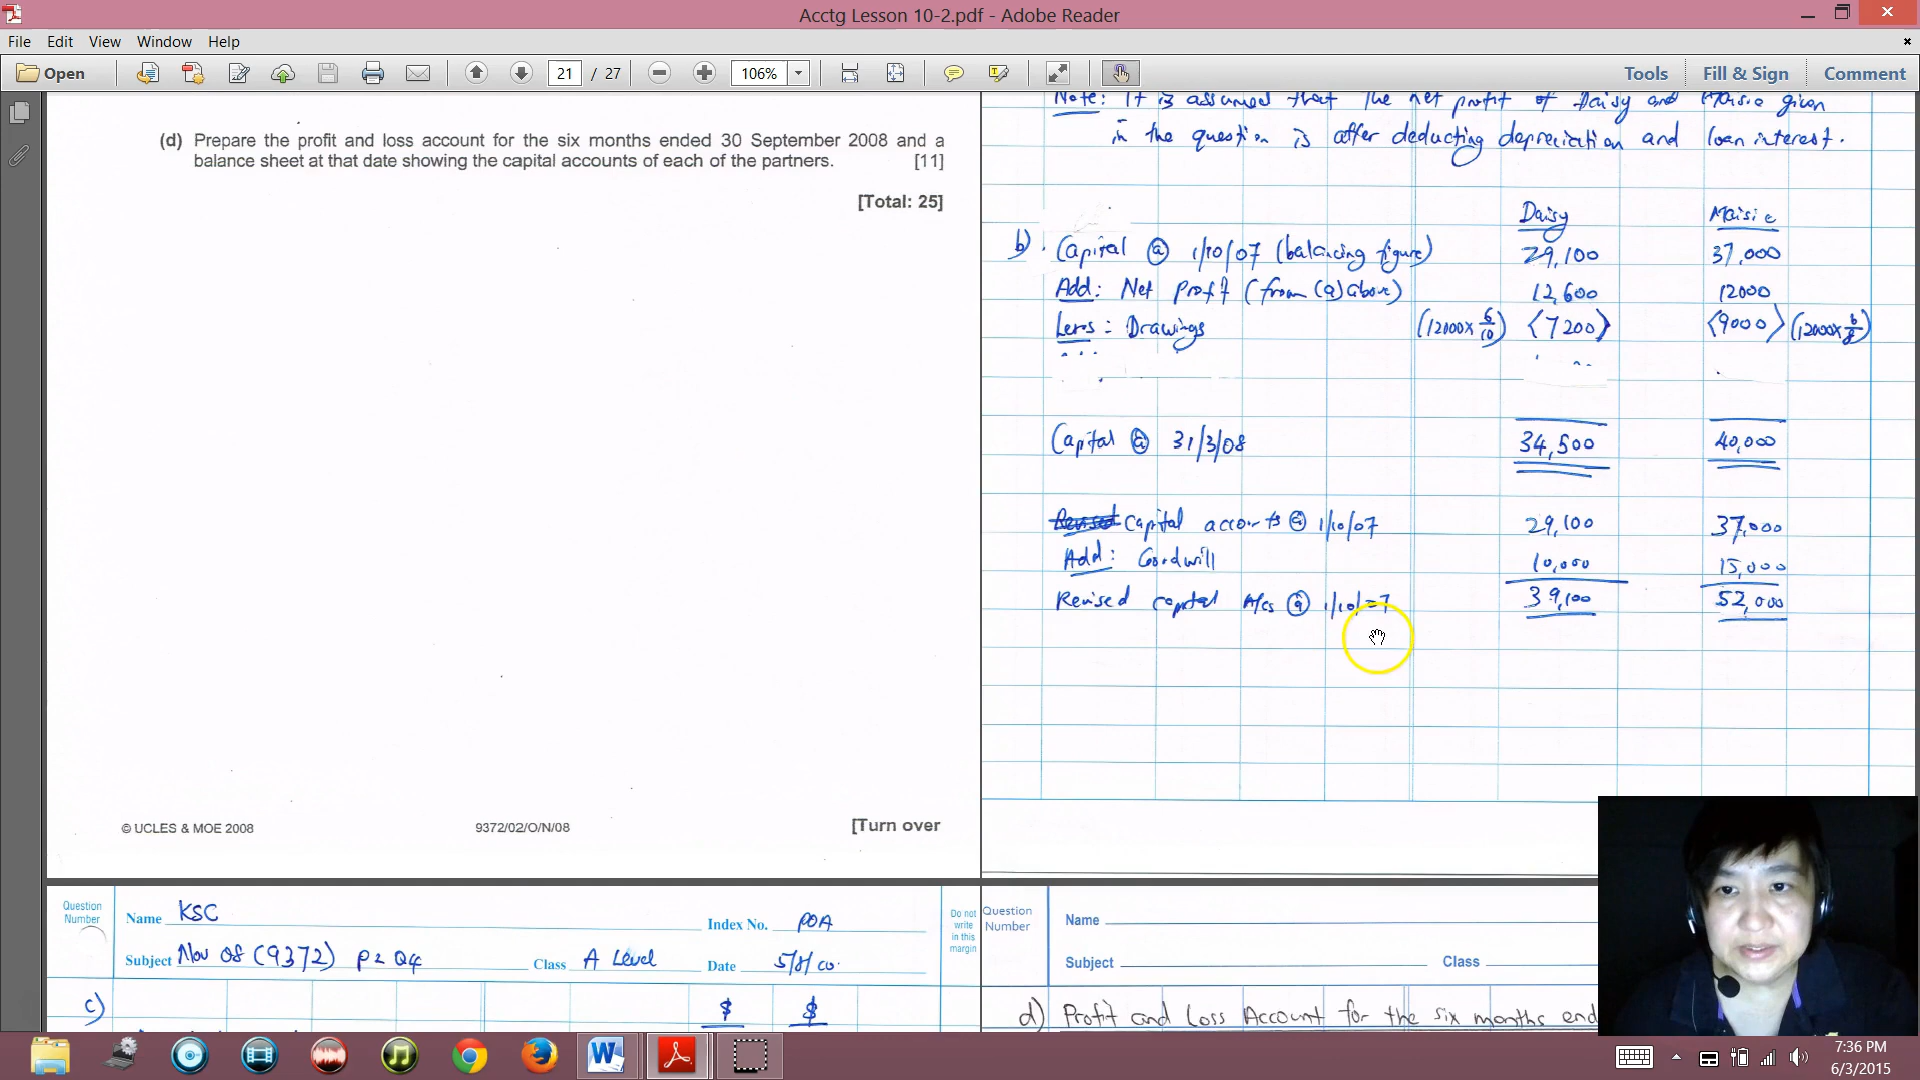 Acctg Lesson 10-2.pdf - Adobe Reader
File Edit View Window Help
Open 21 / 27 106% Tools Fill & Sign Comment
(d) Prepare the profit and loss account for the six months ended 30 September 2008 and a
balance sheet at that date showing the capital accounts of each of the partners. [11]
[Total: 25]
© UCLES & MOE 2008 9372/02/O/N/08 [Turn over
Note: It is assumed that the net profit of Daisy and Maisie given
in the question is after deducting depreciation and loan interest.
Daisy Maisie
b). Capital @ 1/10/07 (balancing figure) 29,100 37,000
Add: Net Profit (from (a) above) 12,600 12000
Less: Drawings (12000x 6/10) <7200> <9000> (12000x 6/8)
Capital @ 31/3/08 34,500 40,000
Capital accounts @ 1/10/07 29,100 37,000
Add: Goodwill 10,000 15,000
Revised capital A/cs @ 1/10/07 39,100 52,000
Question
Number
Name KSC
Index No. POA
Subject Nov 08 (9372) P2 Q4
Class A Level
Date
Do not
write
in this
margin
c) $ $
Question
Number
Name
Subject Class
d) Profit and Loss Account for the six months end
7:36 PM
6/3/2015